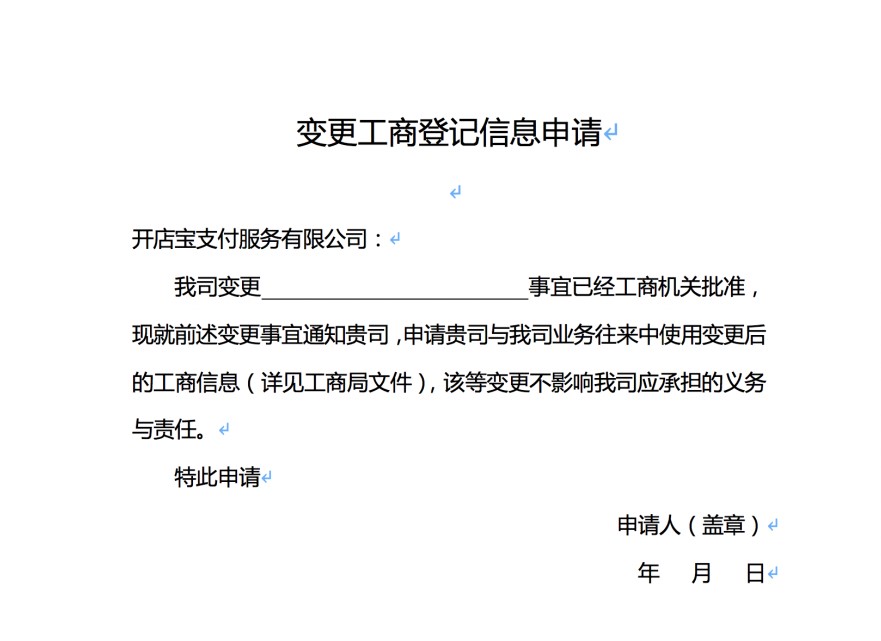 变更工商登记信息申请
开店宝支付服务有限公司：
我司变更________________________事宜已经工商机关批准，
现就前述变更事宜通知贵司，申请贵司与我司业务往来中使用变更后
的工商信息（详见工商局文件），该等变更不影响我司应承担的义务
与责任。
特此申请
申请人（盖章）
年 月 日